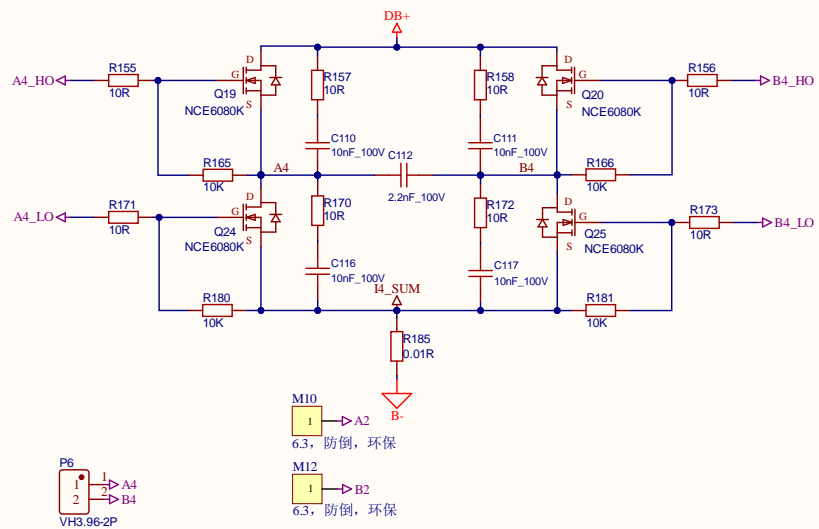 DB+
A4_HO
R155
10R
D
G
S
Q19
NCE6080K
R157
10R
C110
10nF_100V
R158
10R
C111
10nF_100V
D
G
S
Q20
NCE6080K
R156
10R
B4_HO
R165
10K
A4
C112
2.2nF_100V
B4
R166
10K
A4_LO
R171
10R
D
G
S
Q24
NCE6080K
R170
10R
C116
10nF_100V
R172
10R
C117
10nF_100V
D
G
S
Q25
NCE6080K
R173
10R
B4_LO
R180
10K
I4_SUM
R181
10K
R185
0.01R
B-
M10
1
A2
6.3，防倒，环保
M12
1
B2
6.3，防倒，环保
P6
1
1
A4
2
2
B4
VH3.96-2P